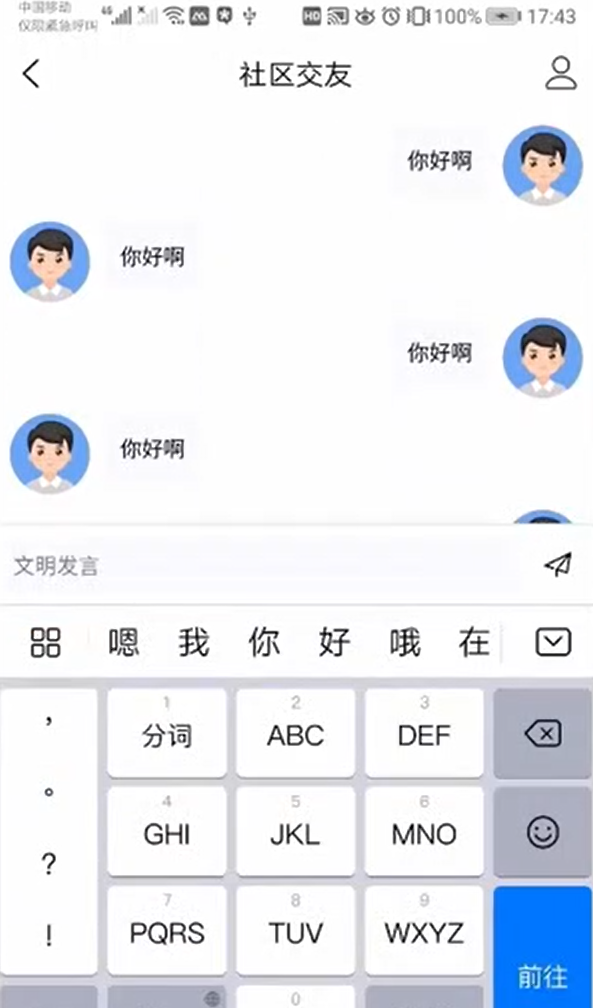 中国移动
仅限紧急呼叫
4G
HD
100%
17:43
社区交友
你好啊
你好啊
你好啊
你好啊
文明发言
嗯 我 你 好 哦 在
, 1 分词 2 ABC 3 DEF
。 4 GHI 5 JKL 6 MNO
?
! 7 PQRS 8 TUV 9 WXYZ 前往
0